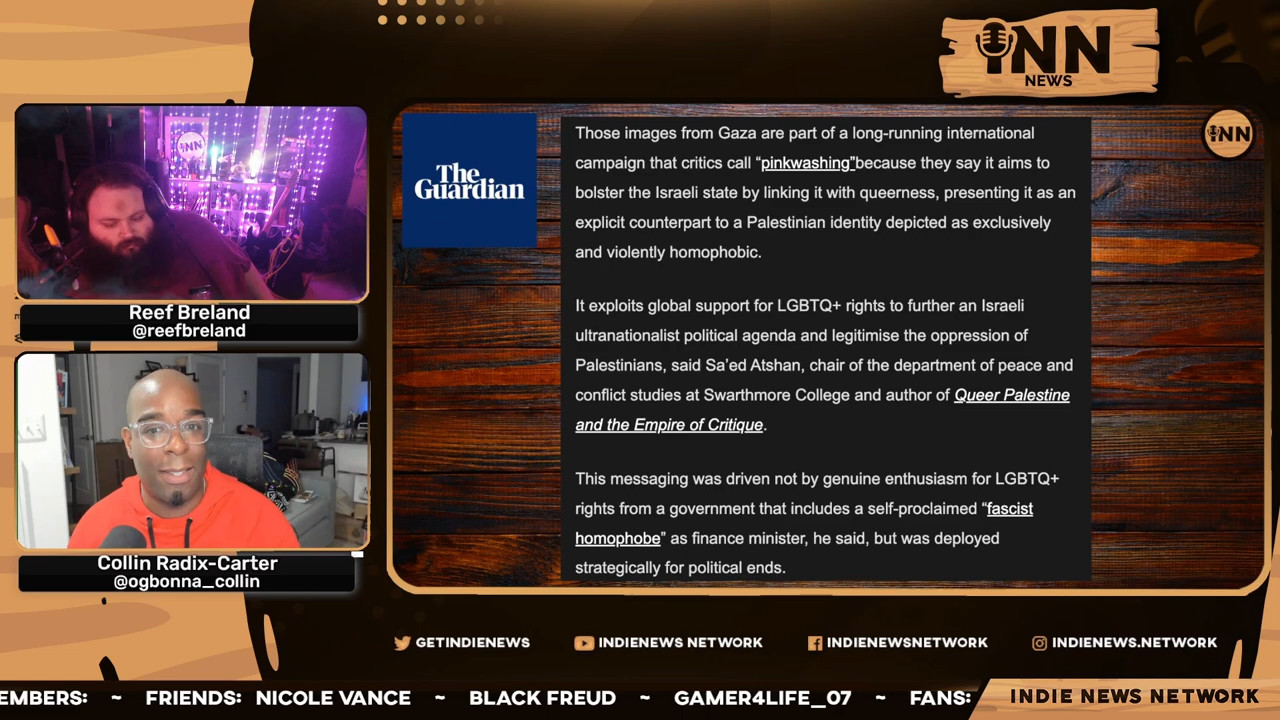 iNN
NEWS
iNN
iNN
The
Guardian
Those images from Gaza are part of a long-running international
campaign that critics call “pinkwashing”because they say it aims to
bolster the Israeli state by linking it with queerness, presenting it as an
explicit counterpart to a Palestinian identity depicted as exclusively
and violently homophobic.
It exploits global support for LGBTQ+ rights to further an Israeli
ultranationalist political agenda and legitimise the oppression of
Palestinians, said Sa’ed Atshan, chair of the department of peace and
conflict studies at Swarthmore College and author of Queer Palestine
and the Empire of Critique.
This messaging was driven not by genuine enthusiasm for LGBTQ+
rights from a government that includes a self-proclaimed “fascist
homophobe” as finance minister, he said, but was deployed
strategically for political ends.
Reef Breland
@reefbreland
Collin Radix-Carter
@ogbonna_collin
GETINDIENEWS
INDIENEWS NETWORK
INDIENEWSNETWORK
INDIENEWS.NETWORK
EMBERS: ~ FRIENDS: NICOLE VANCE ~ BLACK FREUD ~ GAMER4LIFE_07 ~ FANS:
INDIE NEWS NETWORK